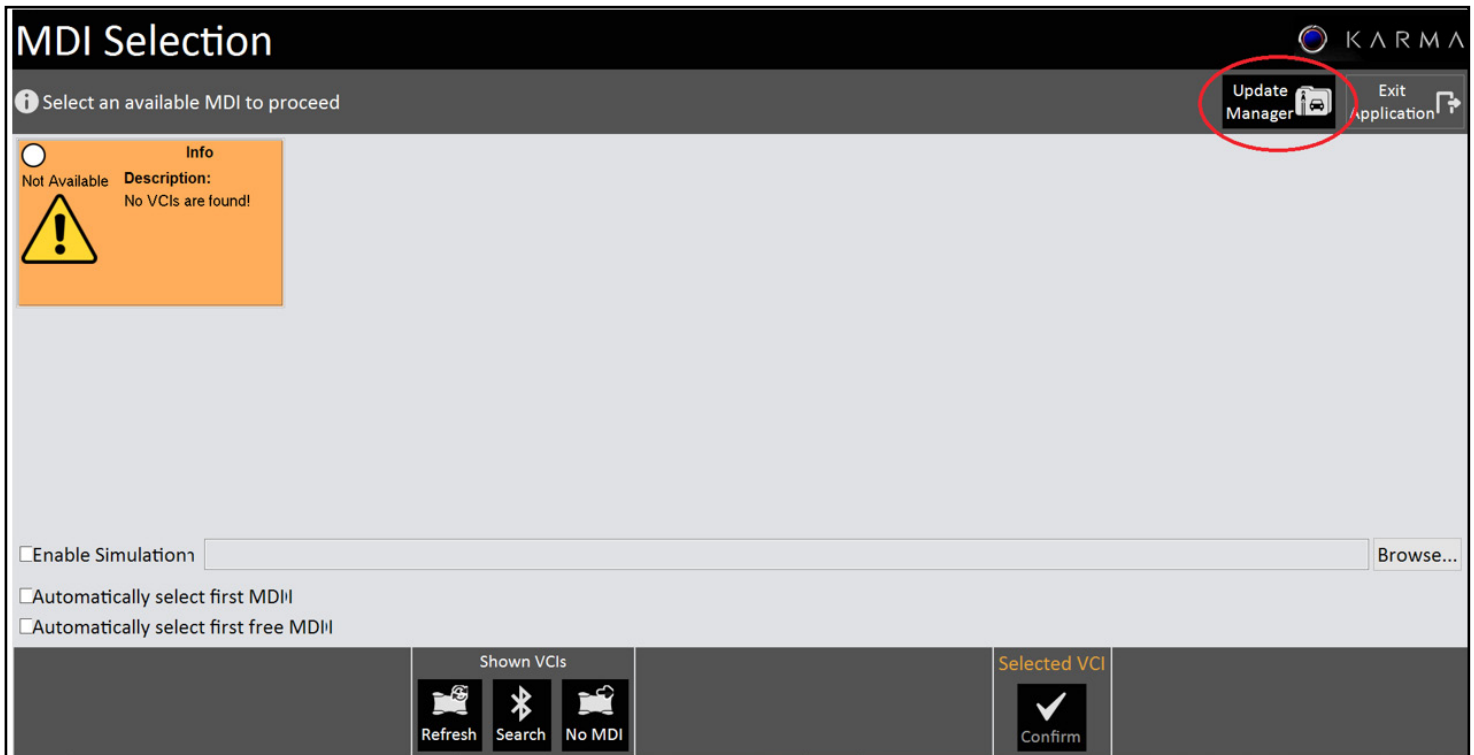 MDI Selection
KARMA
Select an available MDI to proceed
Update
Manager
Exit
Application
Info
Not Available
Description:
No VCIs are found!
Enable Simulation
Browse...
Automatically select first MDI
Automatically select first free MDI
Shown VCIs
Refresh
Search
No MDI
Selected VCI
Confirm